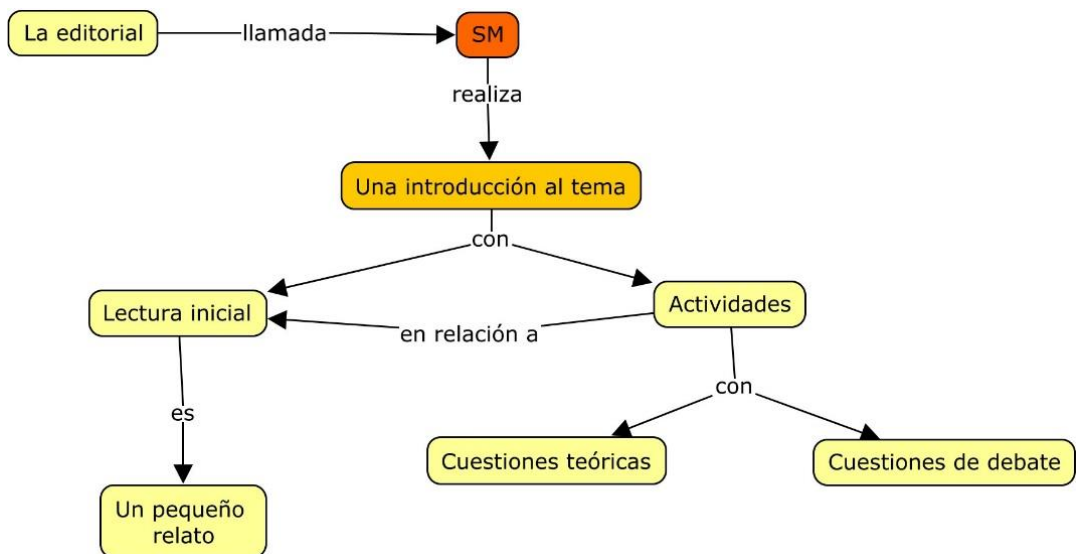 La editorial
llamada
SM
realiza
Una introducción al tema
con
Lectura inicial
Actividades
en relación a
es
con
Cuestiones teóricas
Cuestiones de debate
Un pequeño
relato